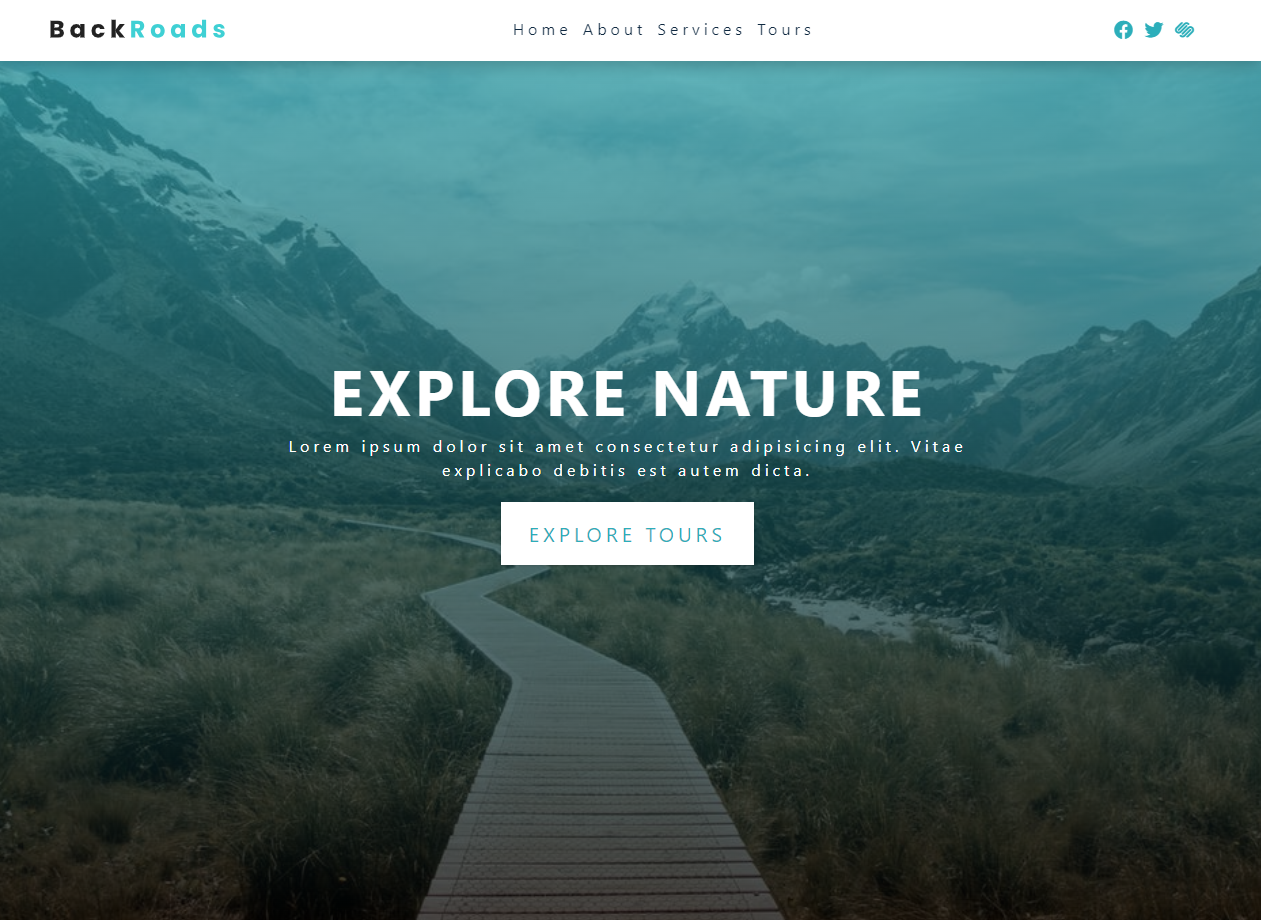 BackRoads
Home About Services Tours
EXPLORE NATURE
Lorem ipsum dolor sit amet consectetur adipisicing elit. Vitae
explicabo debitis est autem dicta.
EXPLORE TOURS